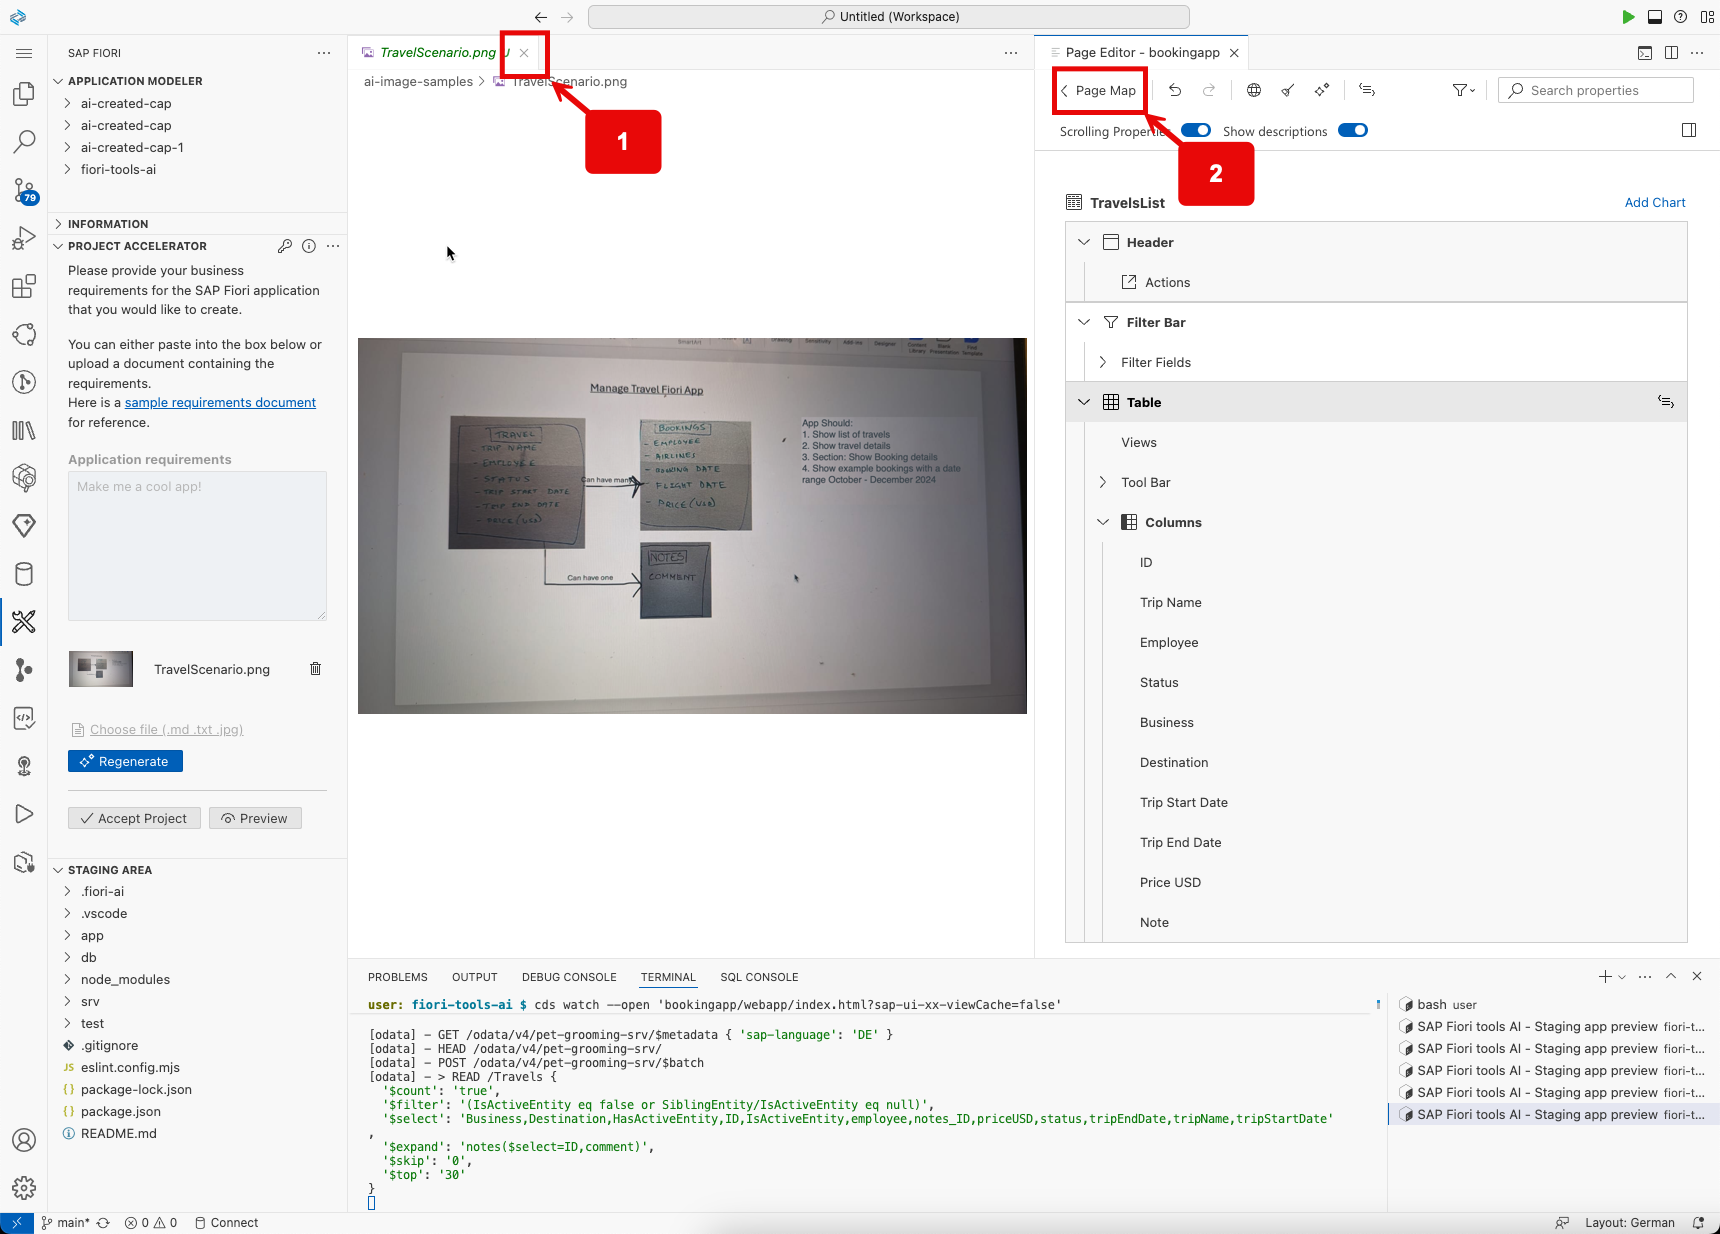 Untitled (Workspace)
SAP FIORI
APPLICATION MODELER
ai-created-cap
ai-created-cap
ai-created-cap-1
fiori-tools-ai
79
INFORMATION
PROJECT ACCELERATOR
Please provide your business
requirements for the SAP Fiori application
that you would like to create.
You can either paste into the box below or
upload a document containing the
requirements.
Here is a sample requirements document
for reference.
Application requirements
Make me a cool app!
TravelScenario.png
Choose file (.md .txt .jpg)
Regenerate
Accept Project
Preview
STAGING AREA
.fiori-ai
.vscode
app
db
node_modules
srv
test
.gitignore
JS eslint.config.mjs
{} package-lock.json
{} package.json
README.md
TravelScenario.png U
ai-image-samples > TravelScenario.png
1
Manage Travel Fiori App
TRAVEL
- TRIP NAME
- EMPLOYEE
- STATUS
- TRIP START DATE
- TRIP END DATE
- PRICE (USD)
Can have many
BOOKINGS
- EMPLOYEE
- AIRLINES
- BOOKING DATE
- FLIGHT DATE
- PRICE (USD)
Can have one
NOTES
COMMENT
App Should:
1. Show list of travels
2. Show travel details
3. Section: Show Booking details
4. Show example bookings with a date
range October - December 2024
Page Editor - bookingapp
Page Map
Search properties
Scrolling Properties
Show descriptions
2
TravelsList
Add Chart
Header
Actions
Filter Bar
Filter Fields
Table
Views
Tool Bar
Columns
ID
Trip Name
Employee
Status
Business
Destination
Trip Start Date
Trip End Date
Price USD
Note
PROBLEMS OUTPUT DEBUG CONSOLE TERMINAL SQL CONSOLE
user: fiori-tools-ai $ cds watch --open 'bookingapp/webapp/index.html?sap-ui-xx-viewCache=false'
[odata] - GET /odata/v4/pet-grooming-srv/$metadata { 'sap-language': 'DE' }
[odata] - HEAD /odata/v4/pet-grooming-srv/
[odata] - POST /odata/v4/pet-grooming-srv/$batch
[odata] - > READ /Travels {
'$count': 'true',
'$filter': '(IsActiveEntity eq false or SiblingEntity/IsActiveEntity eq null)',
'$select': 'Business,Destination,HasActiveEntity,ID,IsActiveEntity,employee,notes_ID,priceUSD,status,tripEndDate,tripName,tripStartDate'
,
'$expand': 'notes($select=ID,comment)',
'$skip': '0',
'$top': '30'
}
bash user
SAP Fiori tools AI - Staging app preview fiori-t...
SAP Fiori tools AI - Staging app preview fiori-t...
SAP Fiori tools AI - Staging app preview fiori-t...
SAP Fiori tools AI - Staging app preview fiori-t...
SAP Fiori tools AI - Staging app preview fiori-t...
main* 0 0 Connect
Layout: German